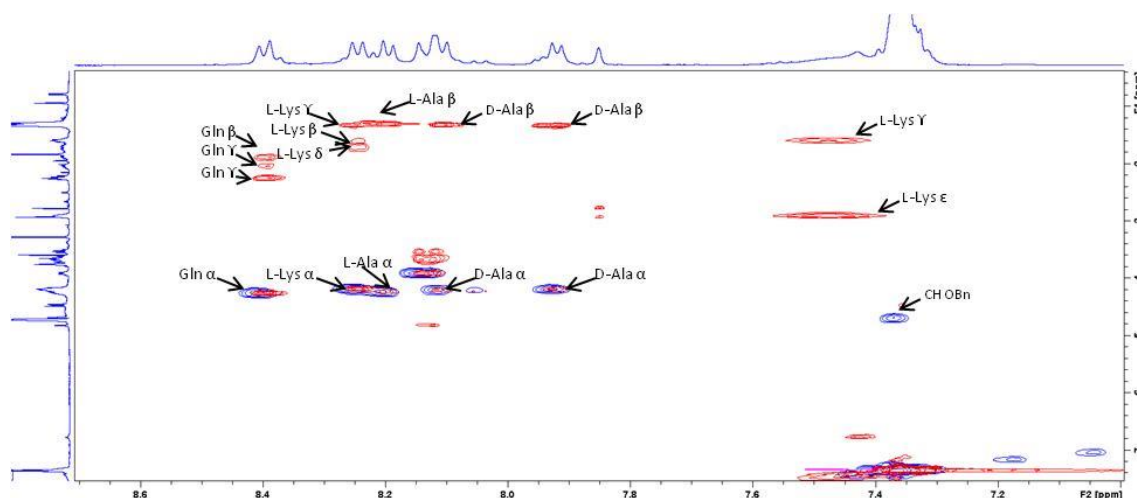 L-Lys ϒ
L-Ala β
D-Ala β
D-Ala β
L-Lys ϒ
Gln β
L-Lys β
Gln ϒ
L-Lys δ
Gln ϒ
L-Lys ε
Gln α
L-Lys α
L-Ala α
D-Ala α
D-Ala α
CH OBn
8.6 8.4 8.2 8.0 7.8 7.6 7.4 7.2 F2 [ppm]